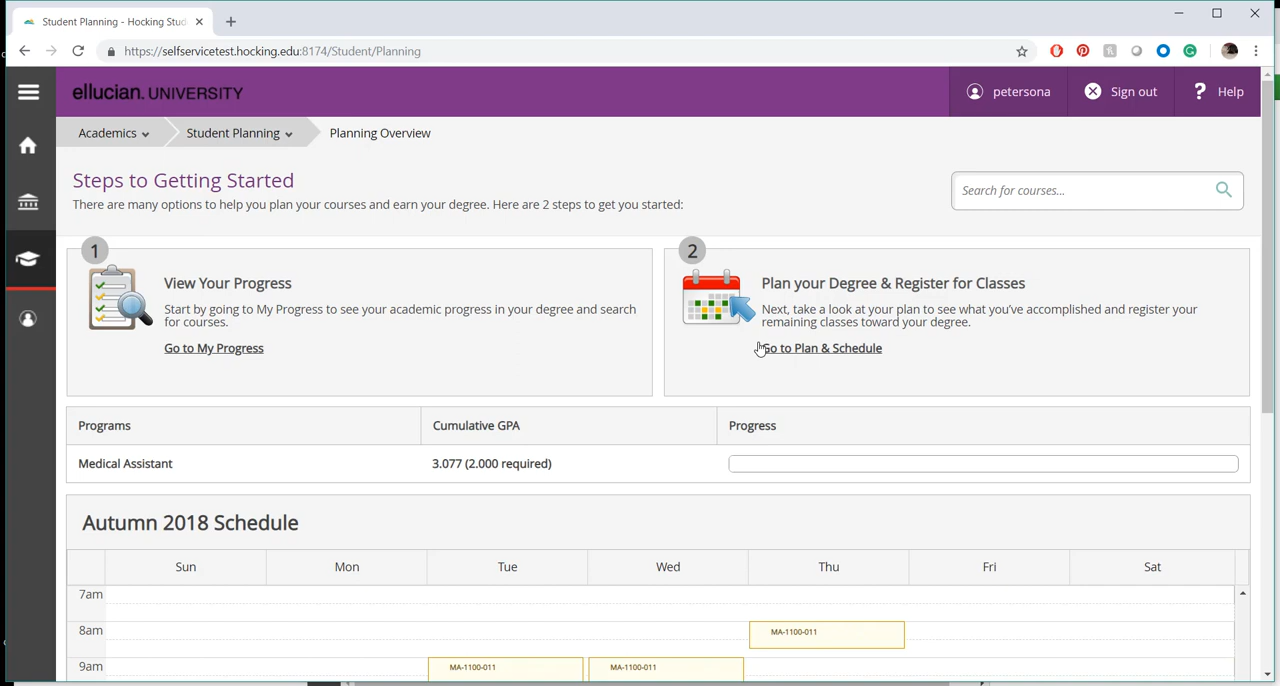 Student Planning - Hocking Stud
https://selfservicetest.hocking.edu:8174/Student/Planning
ellucian. UNIVERSITY
petersona
Sign out
? Help
Academics
Student Planning
Planning Overview
Steps to Getting Started
There are many options to help you plan your courses and earn your degree. Here are 2 steps to get you started:
Search for courses...
1
View Your Progress
Start by going to My Progress to see your academic progress in your degree and search
for courses.
Go to My Progress
2
Plan your Degree & Register for Classes
Next, take a look at your plan to see what you've accomplished and register your
remaining classes toward your degree.
Go to Plan & Schedule
Programs Cumulative GPA Progress
Medical Assistant 3.077 (2.000 required)
Autumn 2018 Schedule
Sun Mon Tue Wed Thu Fri Sat
7am
8am MA-1100-011
9am MA-1100-011 MA-1100-011